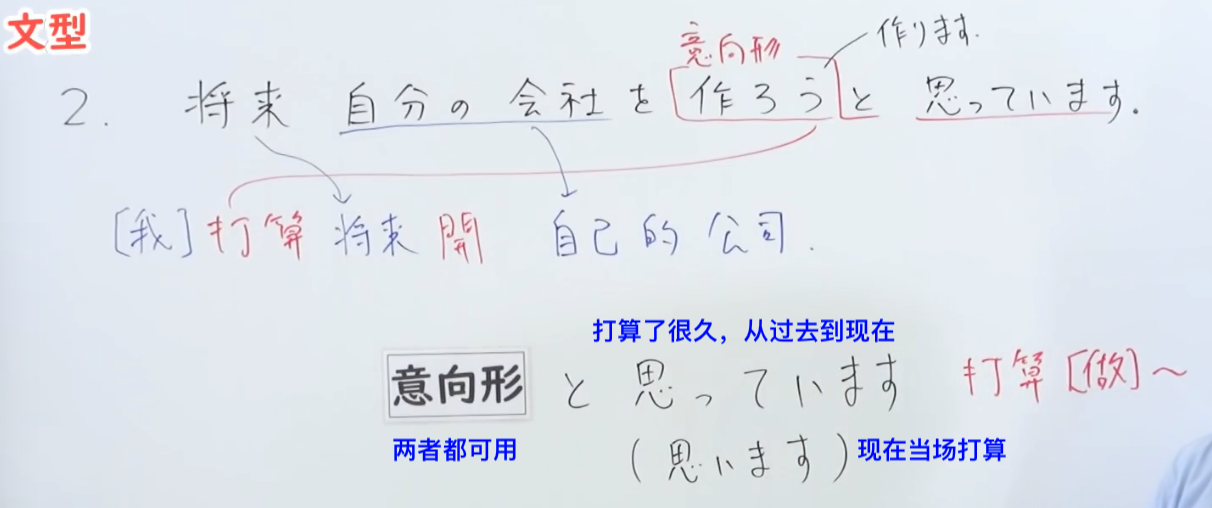 文型
意向形
作ります.
2. 将来 自分の会社を作ろうと 思っています.
[我]打算将来開 自己的公司.
打算了很久，从过去到现在
意向形 と 思っています 打算[做]~
两者都可用 (思います) 现在当场打算